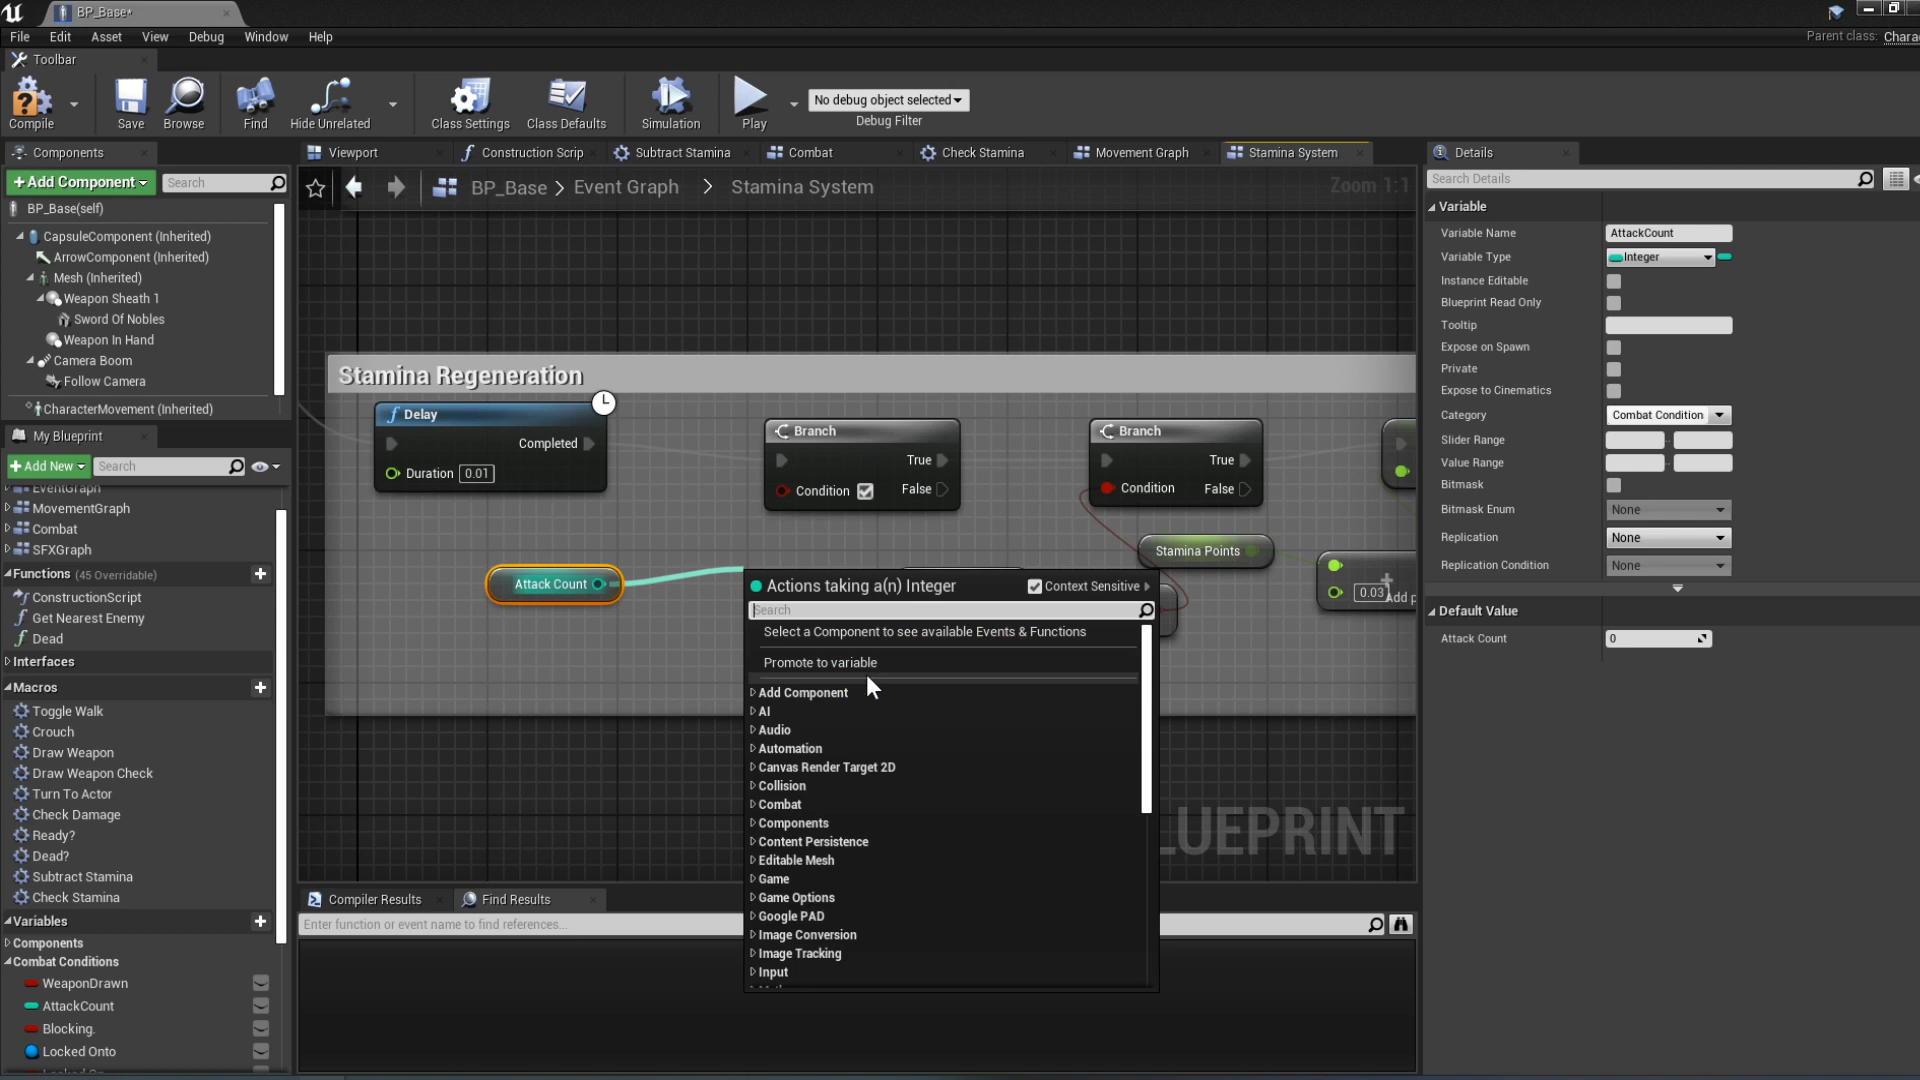 BP_Base*
File Edit Asset View Debug Window Help
Parent class: Chara
Toolbar
Compile
Save
Browse
Find
Hide Unrelated
Class Settings
Class Defaults
Simulation
Play
No debug object selected
Debug Filter
Components
+Add Component
Search
BP_Base(self)
CapsuleComponent (Inherited)
ArrowComponent (Inherited)
Mesh (Inherited)
Weapon Sheath 1
Sword Of Nobles
Weapon In Hand
Camera Boom
Follow Camera
CharacterMovement (Inherited)
My Blueprint
+Add New
Search
EventGraph
MovementGraph
Combat
SFXGraph
Functions (45 Overridable)
ConstructionScript
Get Nearest Enemy
Dead
Interfaces
Macros
Toggle Walk
Crouch
Draw Weapon
Draw Weapon Check
Turn To Actor
Check Damage
Ready?
Dead?
Subtract Stamina
Check Stamina
Variables
Components
Combat Conditions
WeaponDrawn
AttackCount
Blocking.
Locked Onto
Viewport
Construction Scrip
Subtract Stamina
Combat
Check Stamina
Movement Graph
Stamina System
BP_Base > Event Graph > Stamina System
Zoom 1:1
Stamina Regeneration
Delay
Completed
Duration 0.01
Branch
True
Condition
False
Branch
True
Condition
False
Stamina Points
0.03
Add p
Attack Count
Actions taking a(n) Integer
Context Sensitive
Search
Select a Component to see available Events & Functions
Promote to variable
Add Component
AI
Audio
Automation
Canvas Render Target 2D
Collision
Combat
Components
Content Persistence
Editable Mesh
Game
Game Options
Google PAD
Image Conversion
Image Tracking
Input
LUEPRINT
Compiler Results
Find Results
Enter function or event name to find references...
Details
Search Details
Variable
Variable Name AttackCount
Variable Type Integer
Instance Editable
Blueprint Read Only
Tooltip
Expose on Spawn
Private
Expose to Cinematics
Category Combat Condition
Slider Range
Value Range
Bitmask
Bitmask Enum None
Replication None
Replication Condition None
Default Value
Attack Count 0